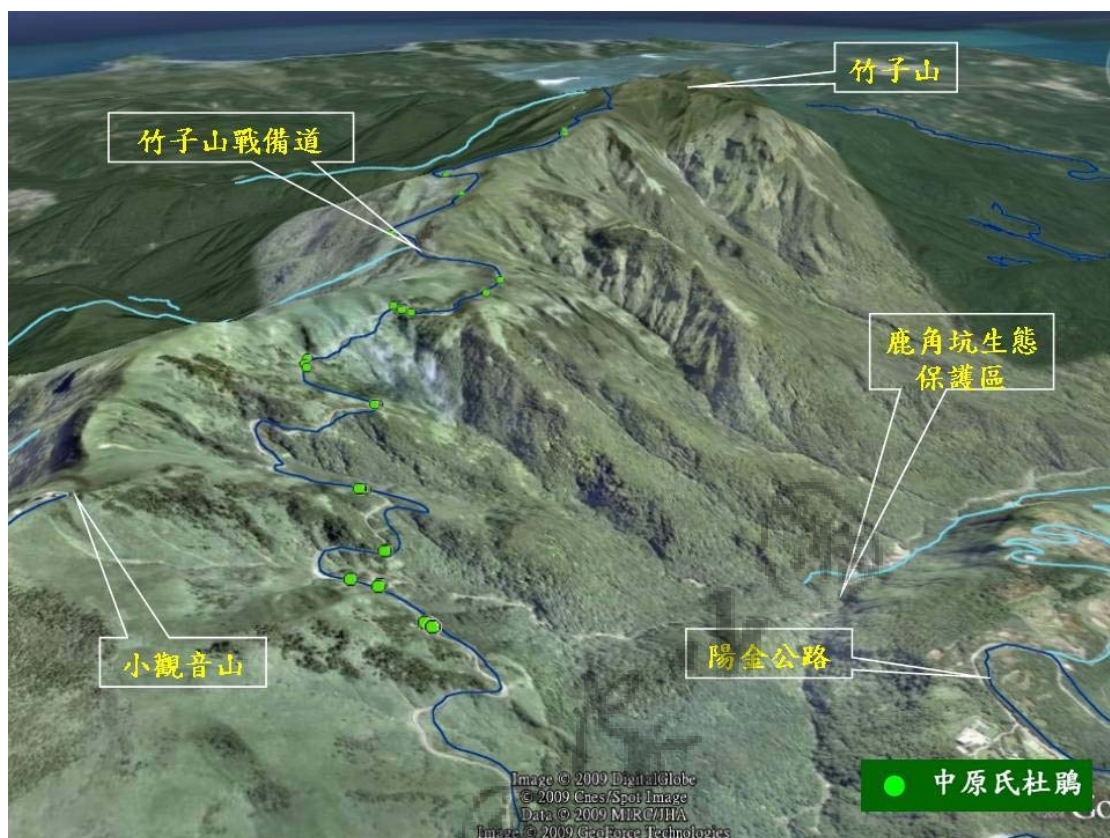 竹子山
竹子山戰備道
鹿角坑生態
保護區
小觀音山
陽金公路
中原氏杜鵑
Image © 2009 DigitalGlobe
© 2009 Cnes/Spot Image
Data © 2009 MIRC/JHA
Image © 2009 GeoForce Technologies